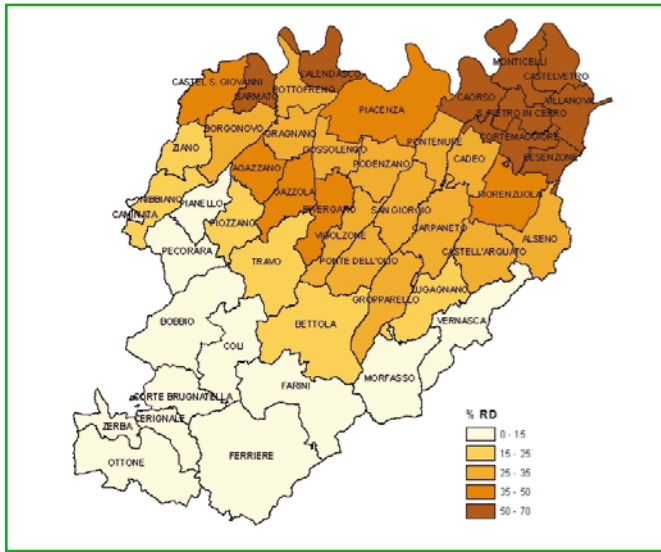 MONTICELLI
CASTELVETRO
CASTEL S. GIOVANNI
CALENDASCO
SARMATO
ROTTOFRENO
CAORSO
VILLANOVA
PIACENZA
S. PIETRO IN CERRO
BORGONOVO
GRAGNANO
CORTEMAGGIORE
ZIANO
GOSSOLENGO
PONTENURE
BESENZONE
PODENZANO
CADEO
AGAZZANO
NIBBIANO
PIANELLO
GAZZOLA
RIVERGARO
FIORENZUOLA
CAMINATA
PIOZZANO
SAN GIORGIO
CARPANETO
ALSENO
VIGOLZONE
PECORARA
TRAVO
PONTE DELL'OLIO
CASTELL'ARQUATO
LUGAGNANO
GROPPARELLO
BOBBIO
BETTOLA
VERNASCA
COLI
FARINI
MORFASSO
CORTE BRUGNATELLA
CERIGNALE
ZERBA
OTTONE
FERRIERE
% RD
0 - 15
15 - 25
25 - 35
35 - 50
50 - 70